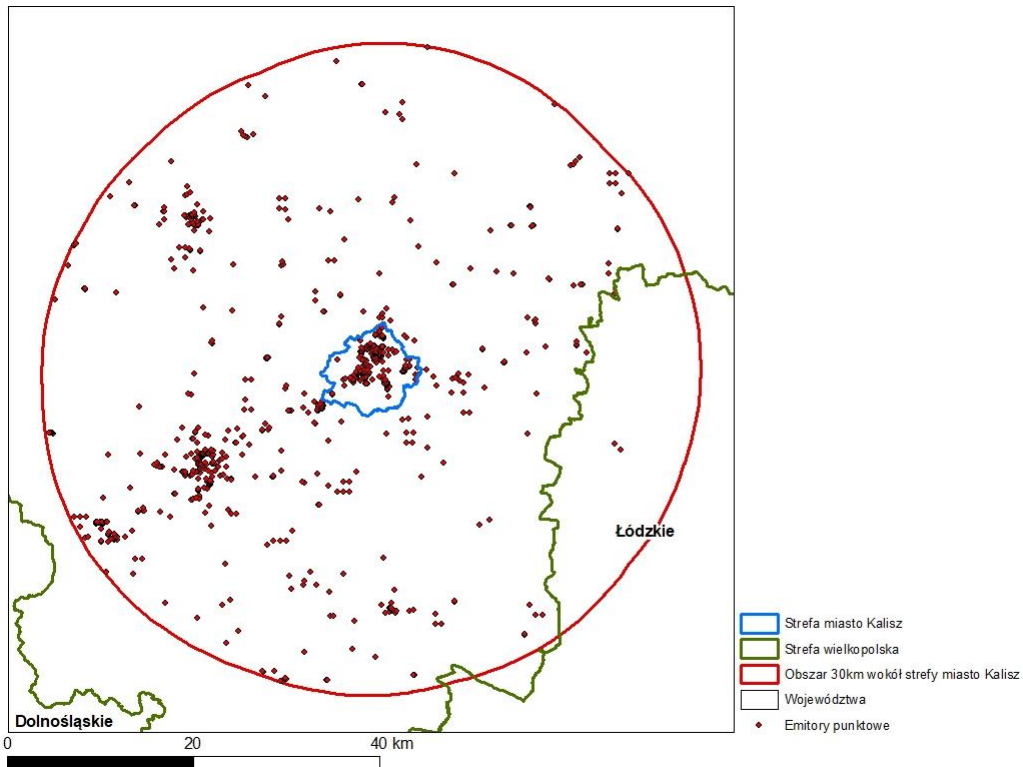 Łódzkie
Dolnośląskie
0 20 40 km
Strefa miasto Kalisz
Strefa wielkopolska
Obszar 30km wokół strefy miasto Kalisz
Województwa
Emitory punktowe